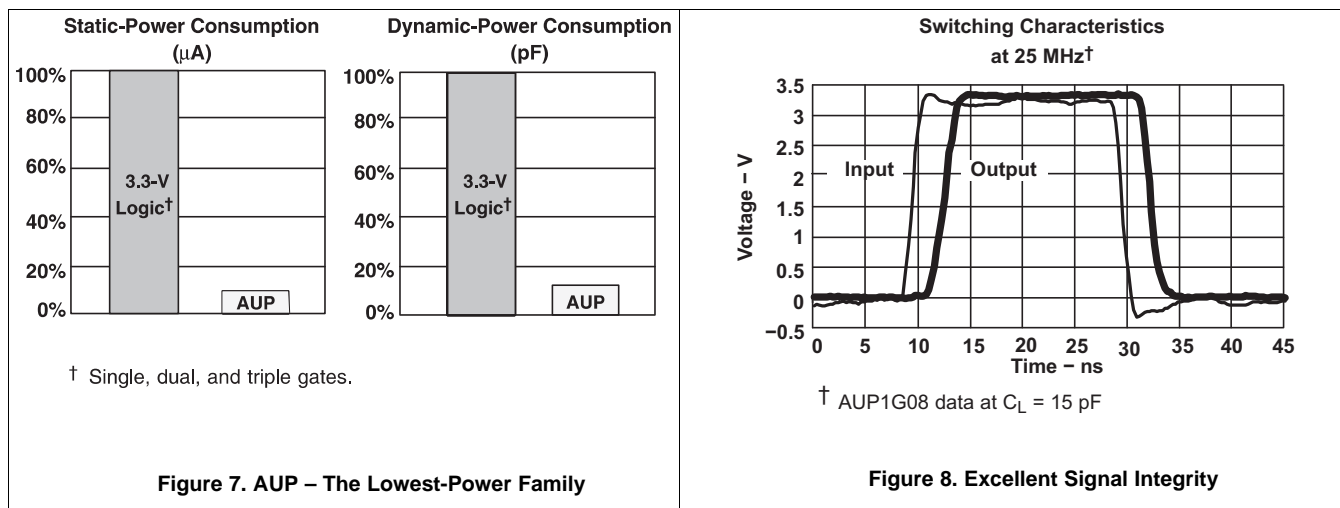 Static-Power Consumption
(µA)
100%
80%
60%
40%
20%
0%
3.3-V
Logic†
AUP
Dynamic-Power Consumption
(pF)
100%
80%
60%
40%
20%
0%
3.3-V
Logic†
AUP
† Single, dual, and triple gates.
Figure 7. AUP – The Lowest-Power Family
Switching Characteristics
at 25 MHz†
Voltage – V
3.5
3
2.5
2
1.5
1
0.5
0
−0.5
Input
Output
0 5 10 15 20 25 30 35 40 45
Time – ns
† AUP1G08 data at CL = 15 pF
Figure 8. Excellent Signal Integrity